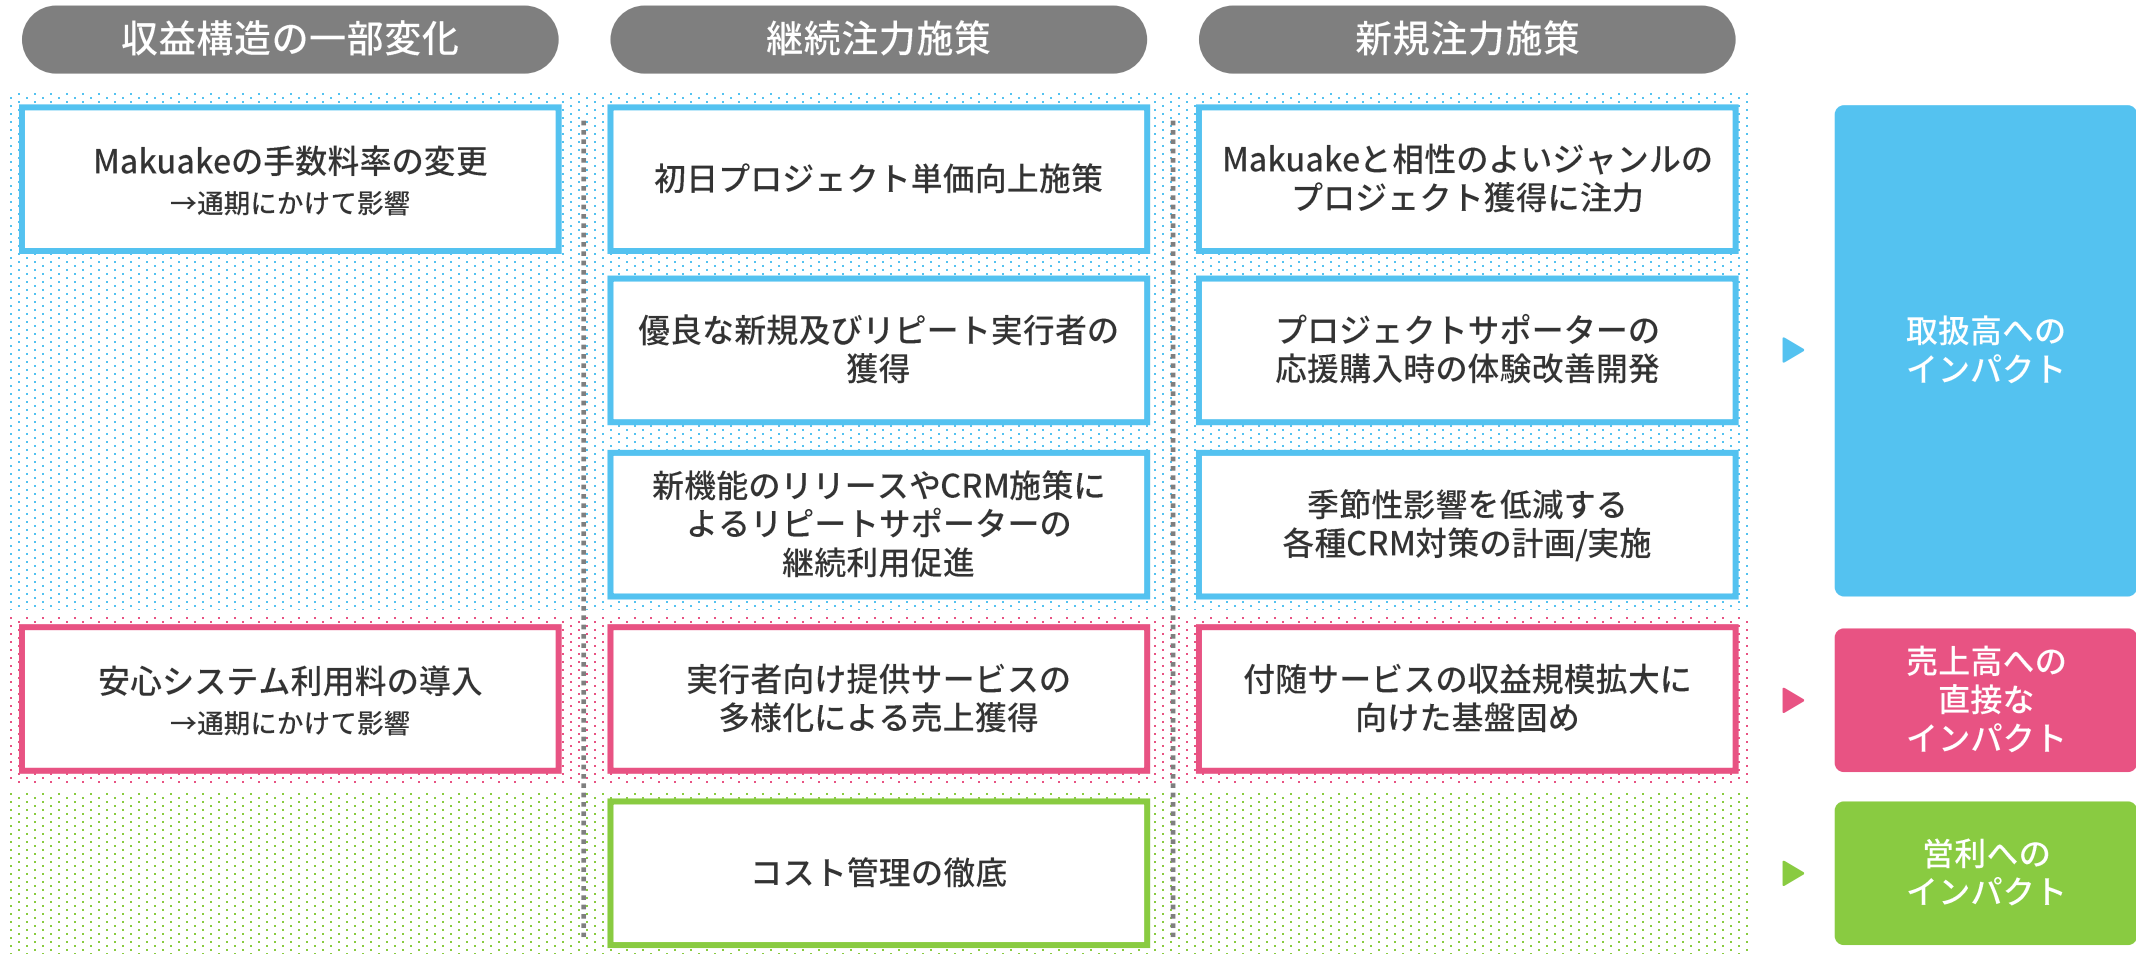 収益構造の一部変化
継続注力施策
新規注力施策
Makuakeの手数料率の変更
→通期にかけて影響
初日プロジェクト単価向上施策
Makuakeと相性のよいジャンルの
プロジェクト獲得に注力
優良な新規及びリピート実行者の
獲得
プロジェクトサポーターの
応援購入時の体験改善開発
新機能のリリースやCRM施策に
よるリピートサポーターの
継続利用促進
季節性影響を低減する
各種CRM対策の計画/実施
取扱高への
インパクト
安心システム利用料の導入
→通期にかけて影響
実行者向け提供サービスの
多様化による売上獲得
付随サービスの収益規模拡大に
向けた基盤固め
売上高への
直接な
インパクト
コスト管理の徹底
営利への
インパクト